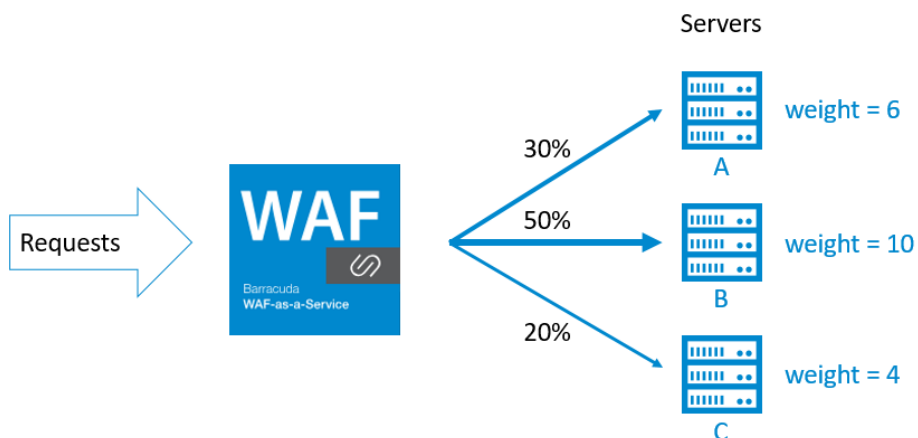 Servers
weight = 6
30%
A
WAF
50%
Requests
weight = 10
Barracuda
WAF-as-a-Service
B
20%
weight = 4
C